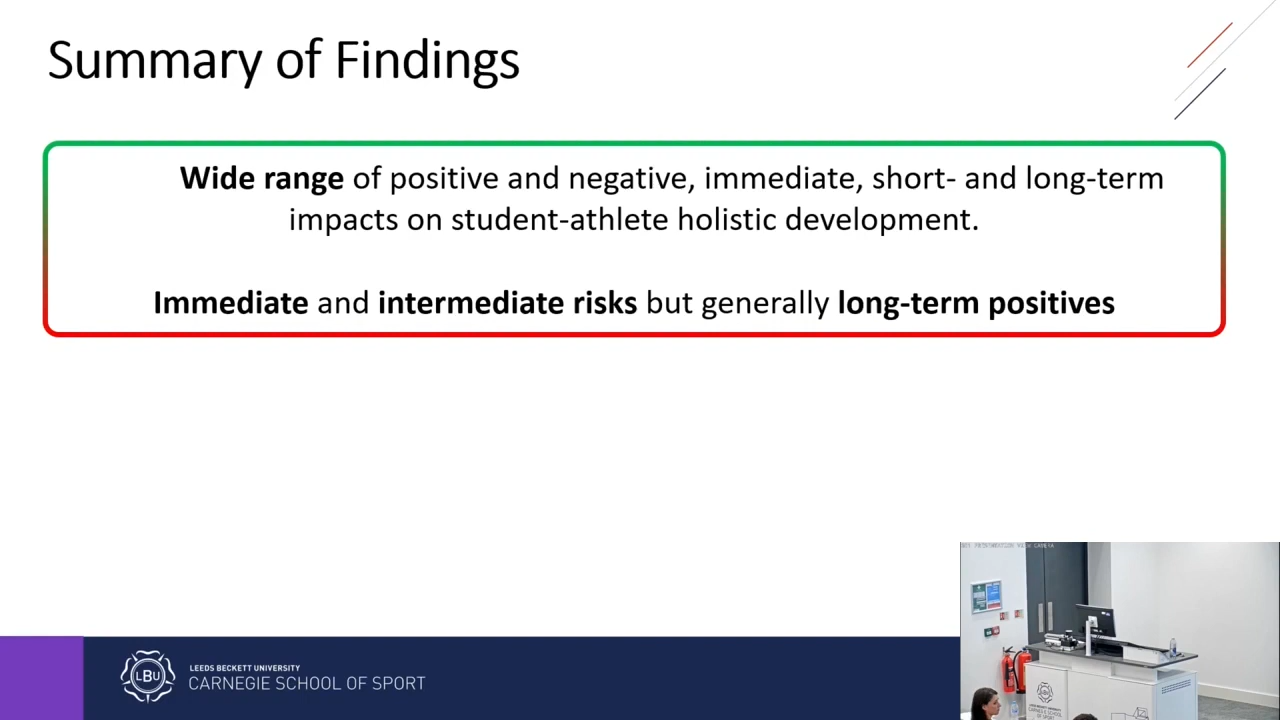 Summary of Findings
Wide range of positive and negative, immediate, short- and long-term
impacts on student-athlete holistic development.
Immediate and intermediate risks but generally long-term positives
LBU
LEEDS BECKETT UNIVERSITY
CARNEGIE SCHOOL OF SPORT